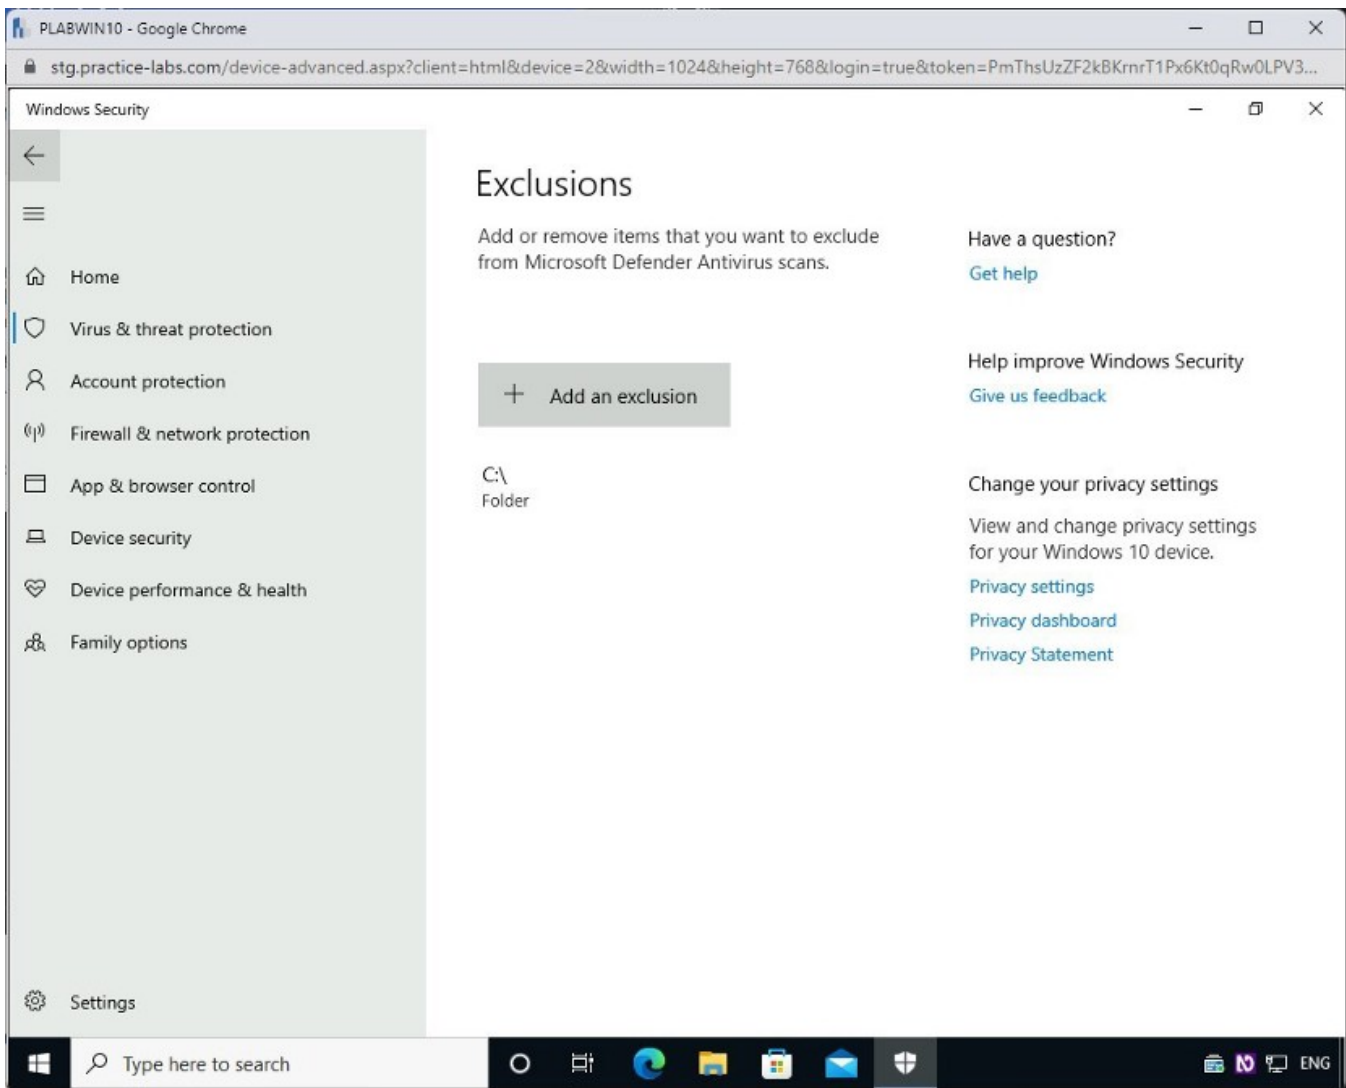 PLABWIN10 - Google Chrome
stg.practice-labs.com/device-advanced.aspx?client=html&device=2&width=1024&height=768&login=true&token=PmThsUzZF2kBKrnrT1Px6Kt0qRw0LPV3...
Windows Security
Home
Virus & threat protection
Account protection
Firewall & network protection
App & browser control
Device security
Device performance & health
Family options
Settings
Exclusions
Add or remove items that you want to exclude
from Microsoft Defender Antivirus scans.
+ Add an exclusion
C:\
Folder
Have a question?
Get help
Help improve Windows Security
Give us feedback
Change your privacy settings
View and change privacy settings
for your Windows 10 device.
Privacy settings
Privacy dashboard
Privacy Statement
Type here to search
ENG